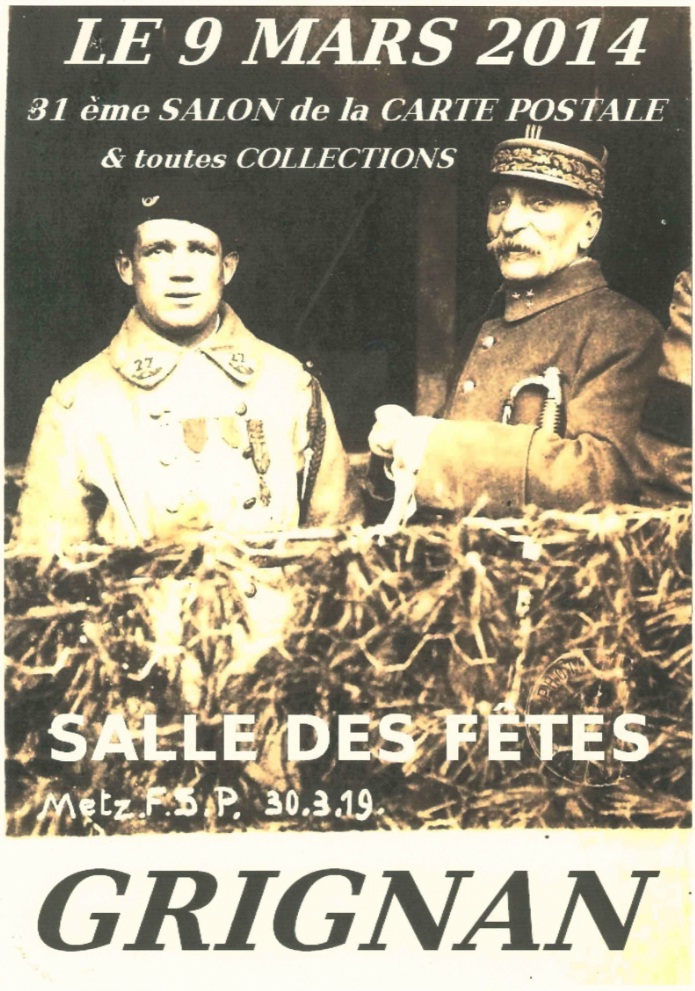 LE 9 MARS 2014
31 ème SALON de la CARTE POSTALE
& toutes COLLECTIONS
27 27
SALLE DES FÊTES
Metz.F.S.P. 30.3.19.
GRIGNAN